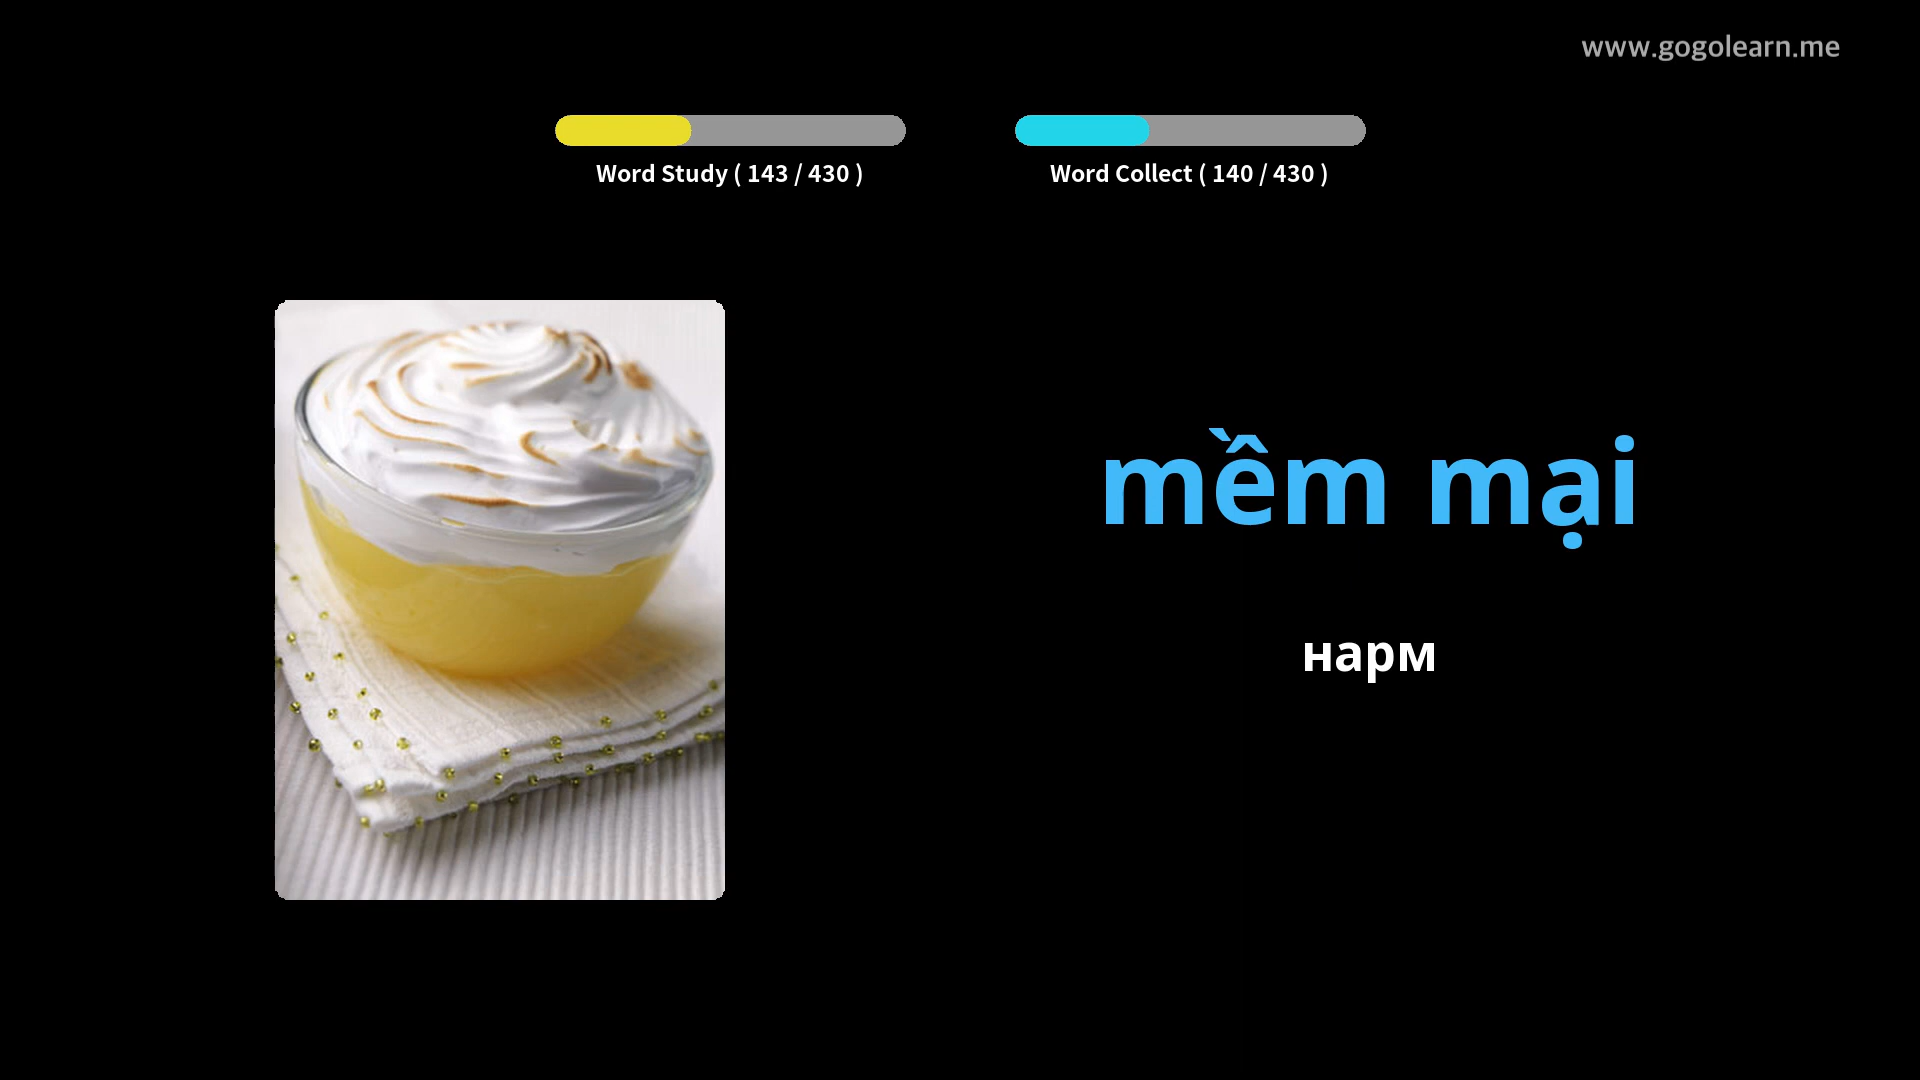 www.gogolearn.me
Word Study ( 143 / 430 )
Word Collect ( 140 / 430 )
mềm mại
нарм